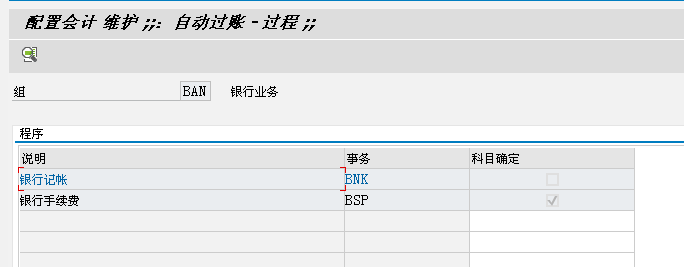 配置会计 维护 ;;: 自动过账 - 过程 ;;
组 BAN 银行业务
程序
说明 事务 科目确定
银行记帐 BNK
银行手续费 BSP